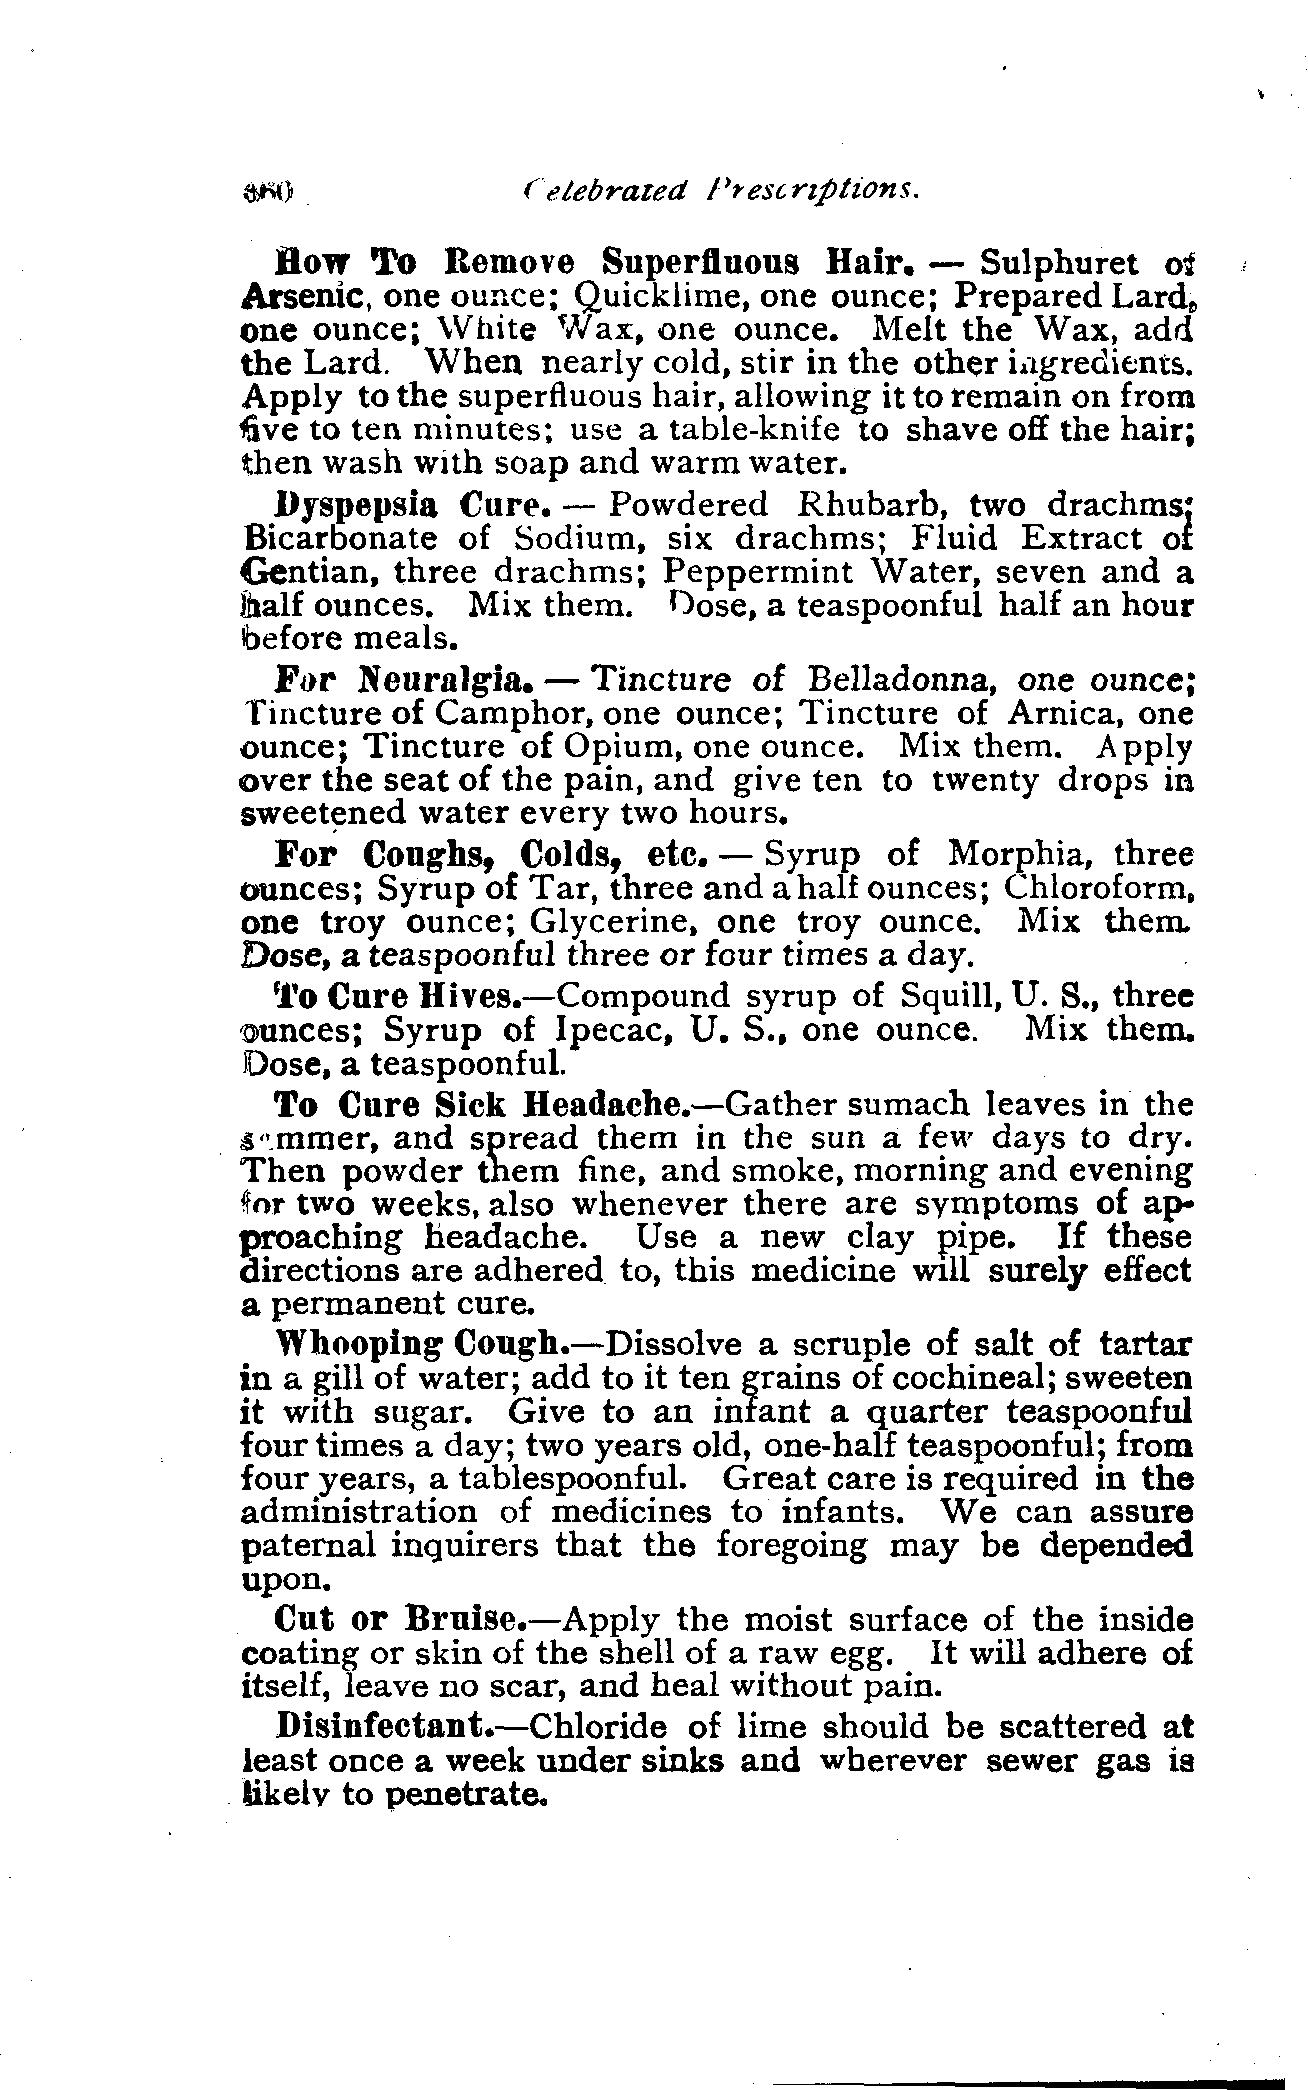 Celebrated Prescriptions.
How To Remove Superfluous Hair. — Sulphuret of
Arsenic, one ounce; Quicklime, one ounce; Prepared Lard,
one ounce; White Wax, one ounce. Melt the Wax, add
the Lard. When nearly cold, stir in the other ingredients.
Apply to the superfluous hair, allowing it to remain on from
five to ten minutes; use a table-knife to shave off the hair;
then wash with soap and warm water.
Dyspepsia Cure. — Powdered Rhubarb, two drachms;
Bicarbonate of Sodium, six drachms; Fluid Extract of
Gentian, three drachms; Peppermint Water, seven and a
half ounces. Mix them. Dose, a teaspoonful half an hour
before meals.
For Neuralgia. — Tincture of Belladonna, one ounce;
Tincture of Camphor, one ounce; Tincture of Arnica, one
ounce; Tincture of Opium, one ounce. Mix them. Apply
over the seat of the pain, and give ten to twenty drops in
sweetened water every two hours.
For Coughs, Colds, etc. — Syrup of Morphia, three
ounces; Syrup of Tar, three and a half ounces; Chloroform,
one troy ounce; Glycerine, one troy ounce. Mix them.
Dose, a teaspoonful three or four times a day.
To Cure Hives.—Compound syrup of Squill, U. S., three
ounces; Syrup of Ipecac, U. S., one ounce. Mix them.
Dose, a teaspoonful.
To Cure Sick Headache.—Gather sumach leaves in the
summer, and spread them in the sun a few days to dry.
Then powder them fine, and smoke, morning and evening
for two weeks, also whenever there are symptoms of ap-
proaching headache. Use a new clay pipe. If these
directions are adhered to, this medicine will surely effect
a permanent cure.
Whooping Cough.—Dissolve a scruple of salt of tartar
in a gill of water; add to it ten grains of cochineal; sweeten
it with sugar. Give to an infant a quarter teaspoonful
four times a day; two years old, one-half teaspoonful; from
four years, a tablespoonful. Great care is required in the
administration of medicines to infants. We can assure
paternal inquirers that the foregoing may be depended
upon.
Cut or Bruise.—Apply the moist surface of the inside
coating or skin of the shell of a raw egg. It will adhere of
itself, leave no scar, and heal without pain.
Disinfectant.—Chloride of lime should be scattered at
least once a week under sinks and wherever sewer gas is
likely to penetrate.